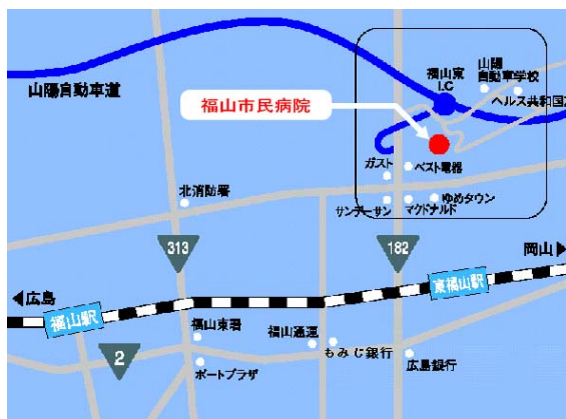 山陽自動車道
福山市民病院
福山東
I.C
山陽
自動車学校
ヘルス共和国
ガスト
ベスト電器
北消防署
サンデーサン
マクドナルド
ゆめタウン
313
182
岡山
広島
福山駅
東福山駅
2
福山東署
福山通運
もみじ銀行
広島銀行
ポートプラザ